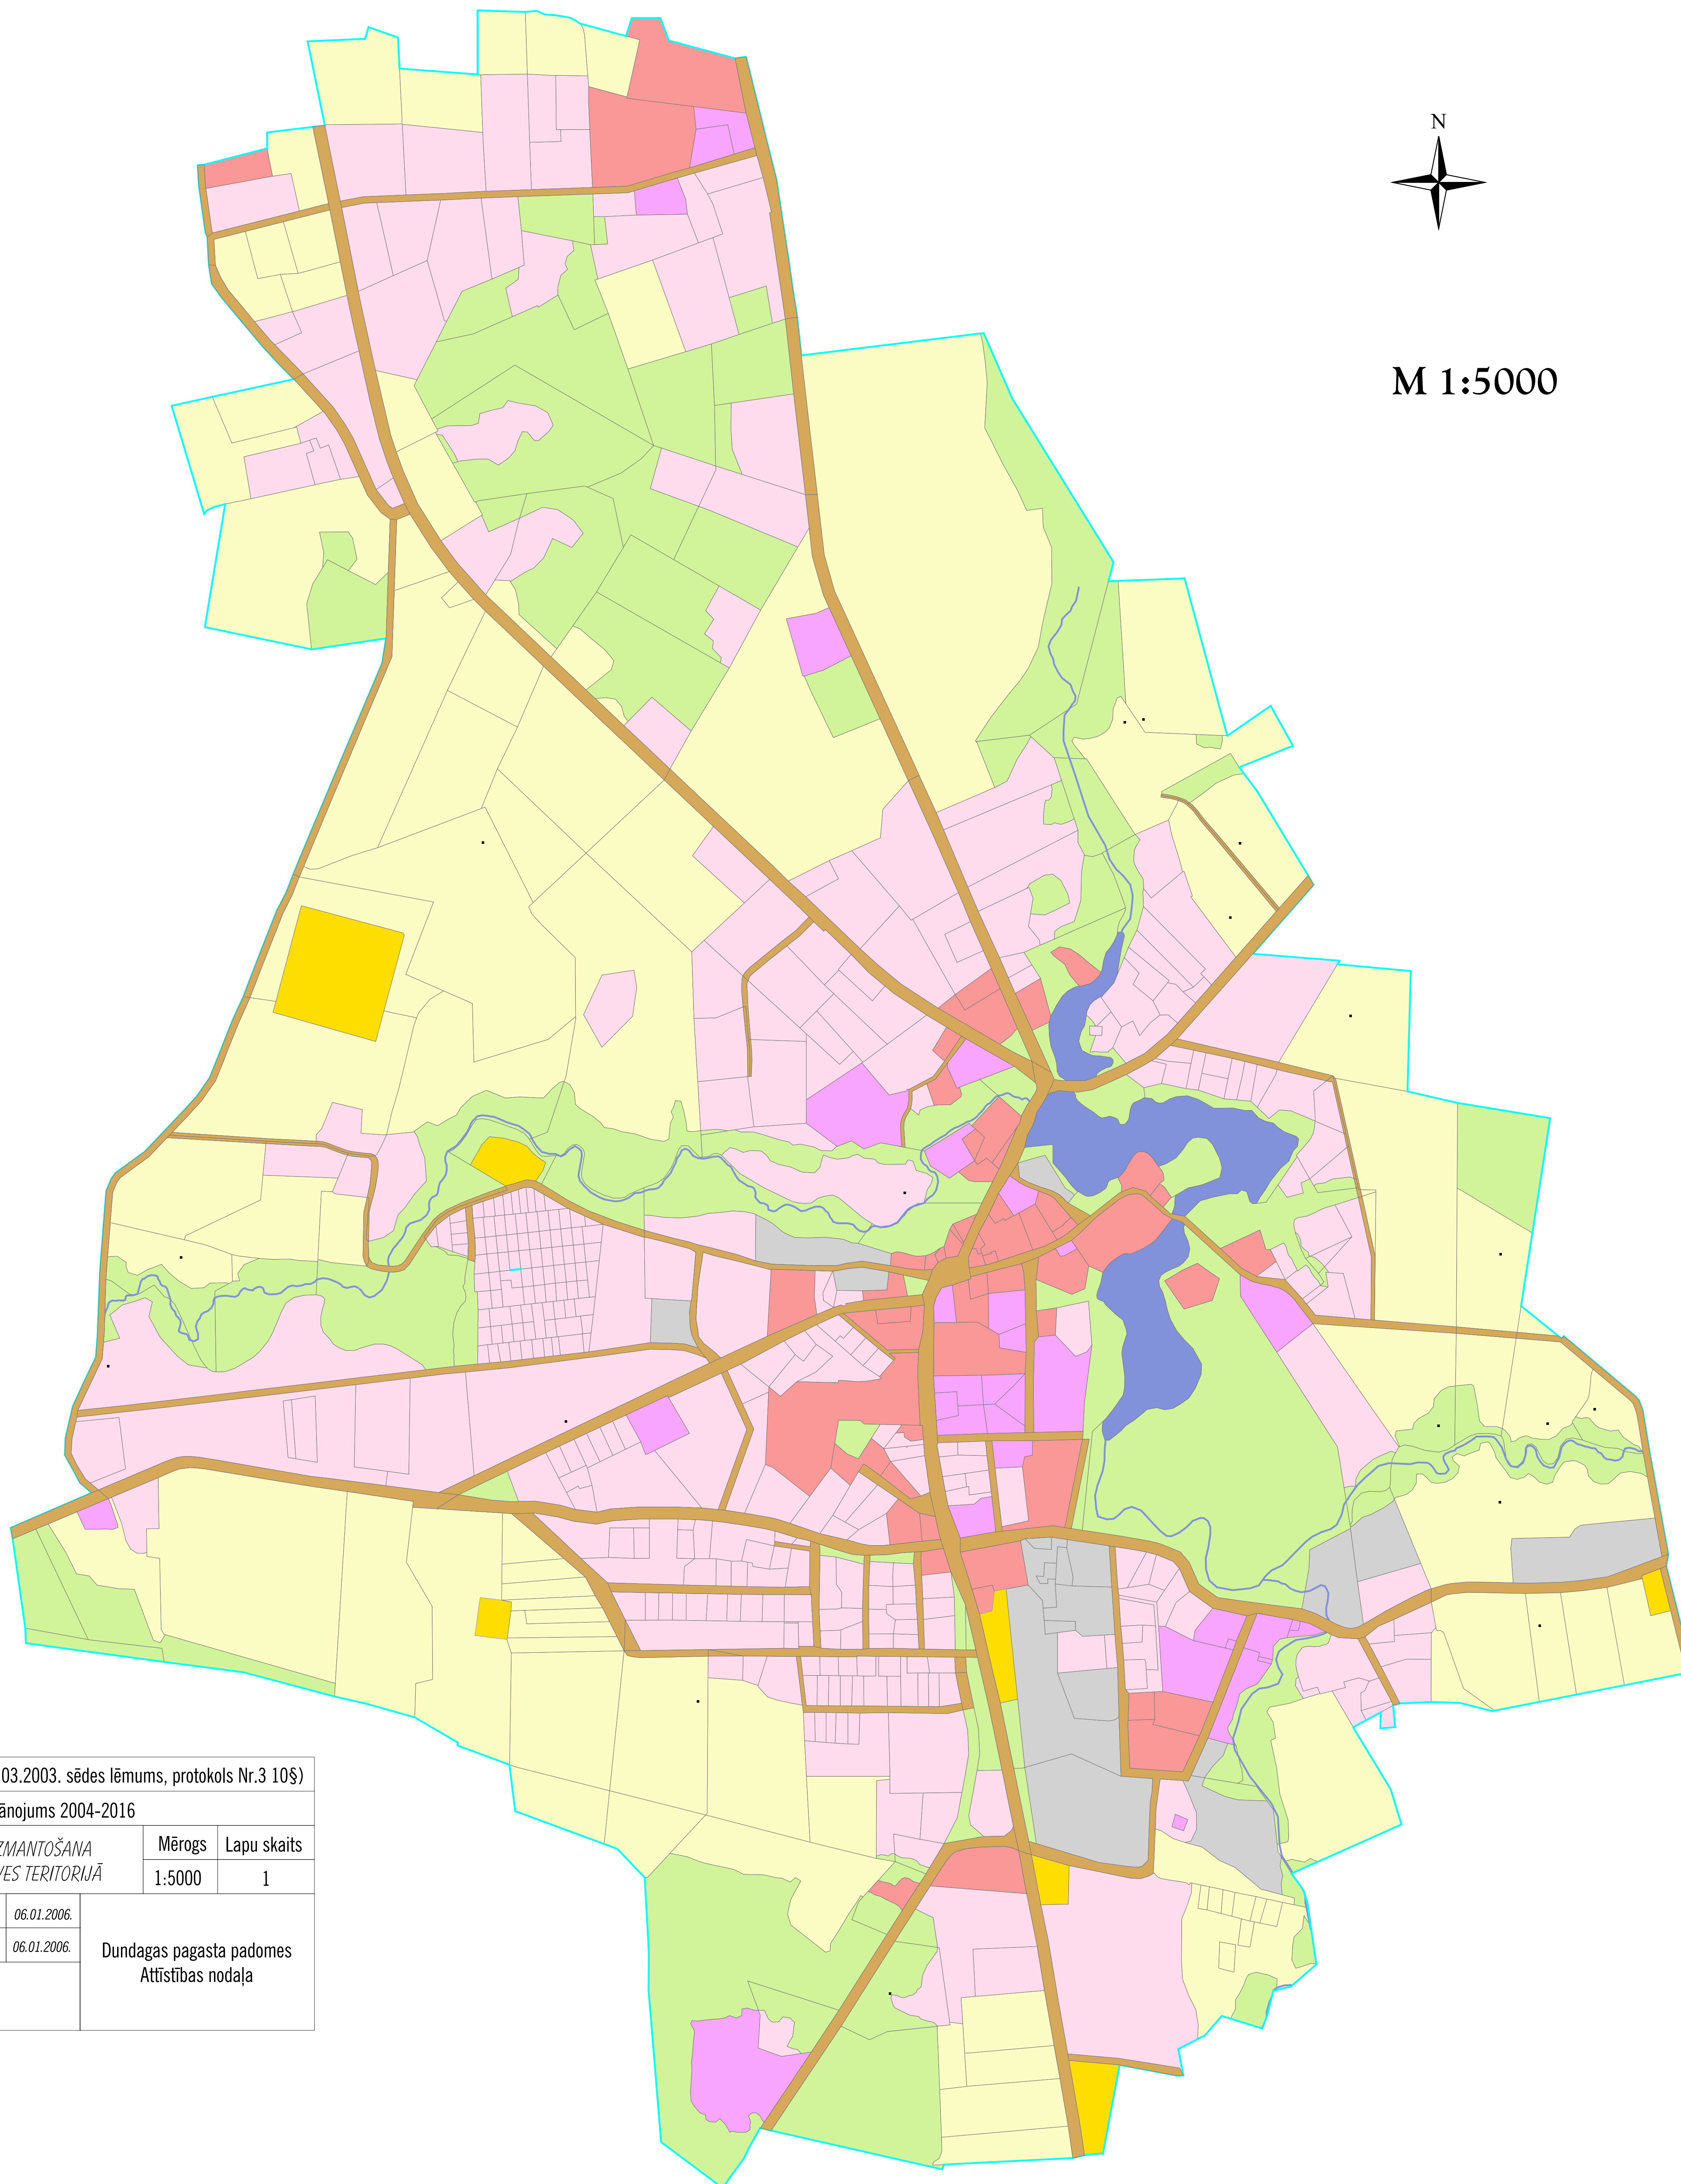 N
M 1:5000
03.2003. sēdes lēmums, protokols Nr.3 10§)
ānojums 2004-2016
ZMANTOŠANA
VES TERITORIJĀ
Mērogs
Lapu skaits
1:5000
1
06.01.2006.
06.01.2006.
Dundagas pagasta padomes
Attīstības nodaļa